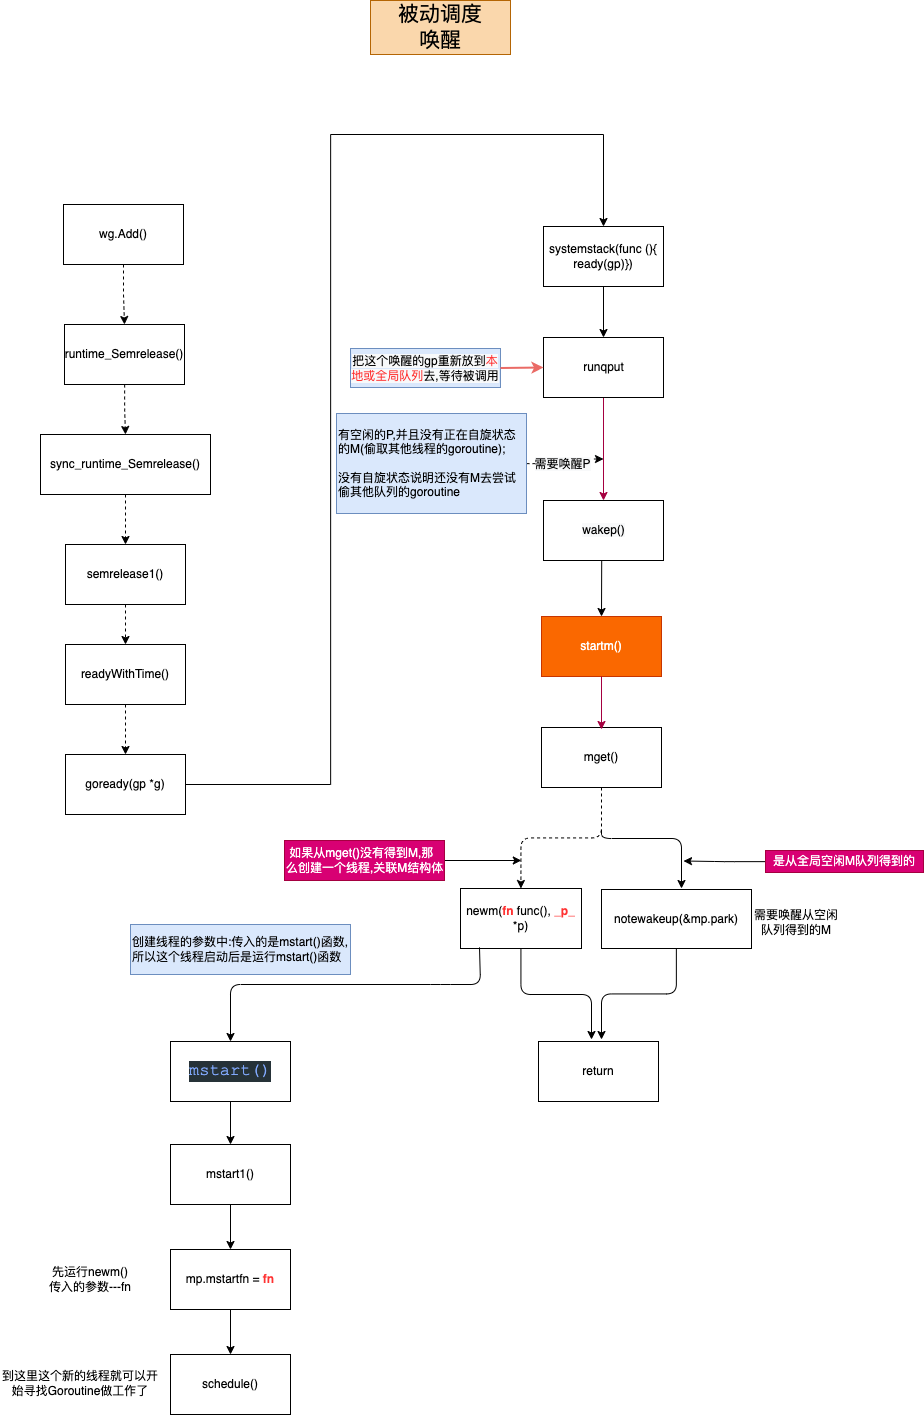 被动调度
唤醒
wg.Add()
runtime_Semrelease()
sync_runtime_Semrelease()
semrelease1()
readyWithTime()
goready(gp *g)
systemstack(func (){
ready(gp)})
把这个唤醒的gp重新放到本
地或全局队列去,等待被调用
runqput
有空闲的P,并且没有正在自旋状态
的M(偷取其他线程的goroutine);
没有自旋状态说明还没有M去尝试
偷其他队列的goroutine
需要唤醒P
wakep()
startm()
mget()
如果从mget()没有得到M,那
么创建一个线程,关联M结构体
是从全局空闲M队列得到的
newm(fn func(), _p_
*p)
notewakeup(&mp.park)
需要唤醒从空闲
队列得到的M
创建线程的参数中:传入的是mstart()函数,
所以这个线程启动后是运行mstart()函数
mstart()
return
mstart1()
先运行newm()
传入的参数---fn
mp.mstartfn = fn
到这里这个新的线程就可以开
始寻找Goroutine做工作了
schedule()